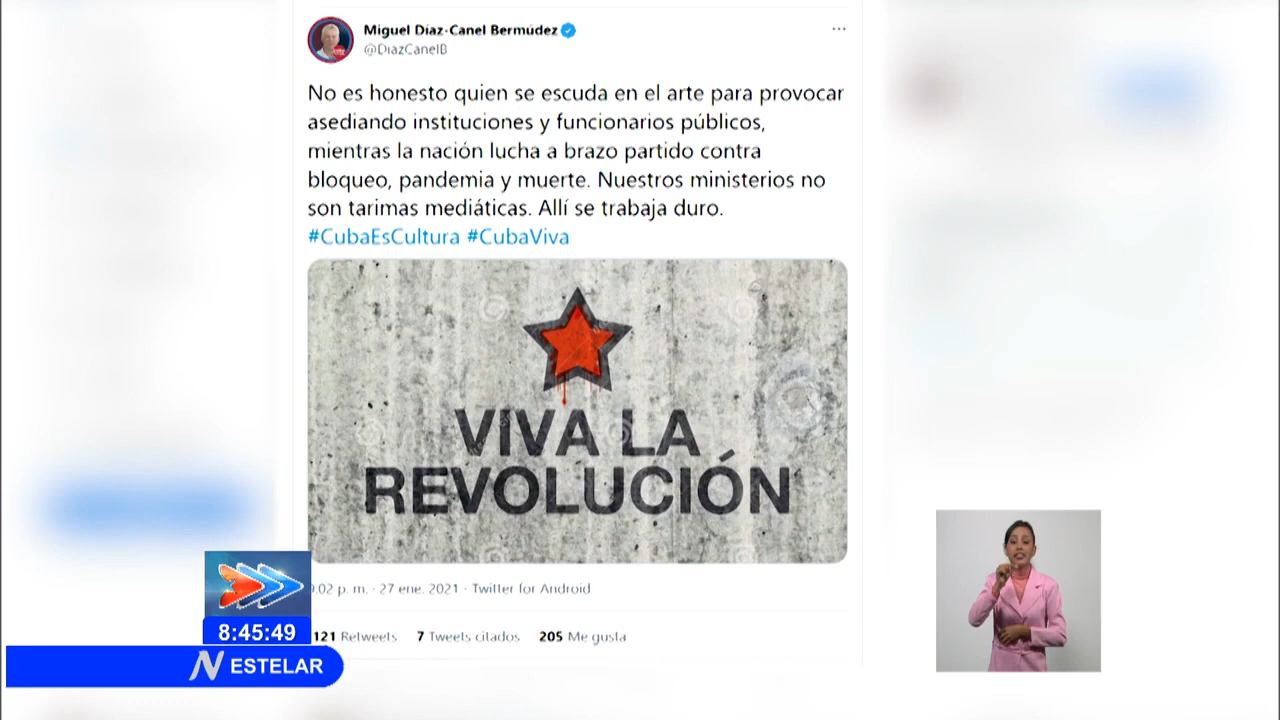 Miguel Díaz-Canel Bermúdez
@DiazCanelB
No es honesto quien se escuda en el arte para provocar
asediando instituciones y funcionarios públicos,
mientras la nación lucha a brazo partido contra
bloqueo, pandemia y muerte. Nuestros ministerios no
son tarimas mediáticas. Allí se trabaja duro.
#CubaEsCultura #CubaViva
VIVA LA
REVOLUCIÓN
:02 p. m. · 27 ene. 2021 · Twitter for Android
121 Retweets 7 Tweets citados 205 Me gusta
8:45:49
N ESTELAR